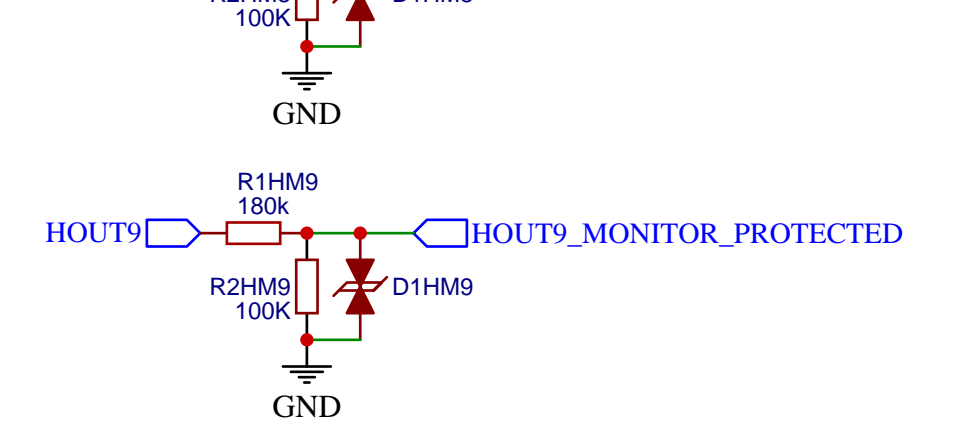 100K
GND
R1HM9
180k
HOUT9
HOUT9_MONITOR_PROTECTED
R2HM9
100K
D1HM9
GND